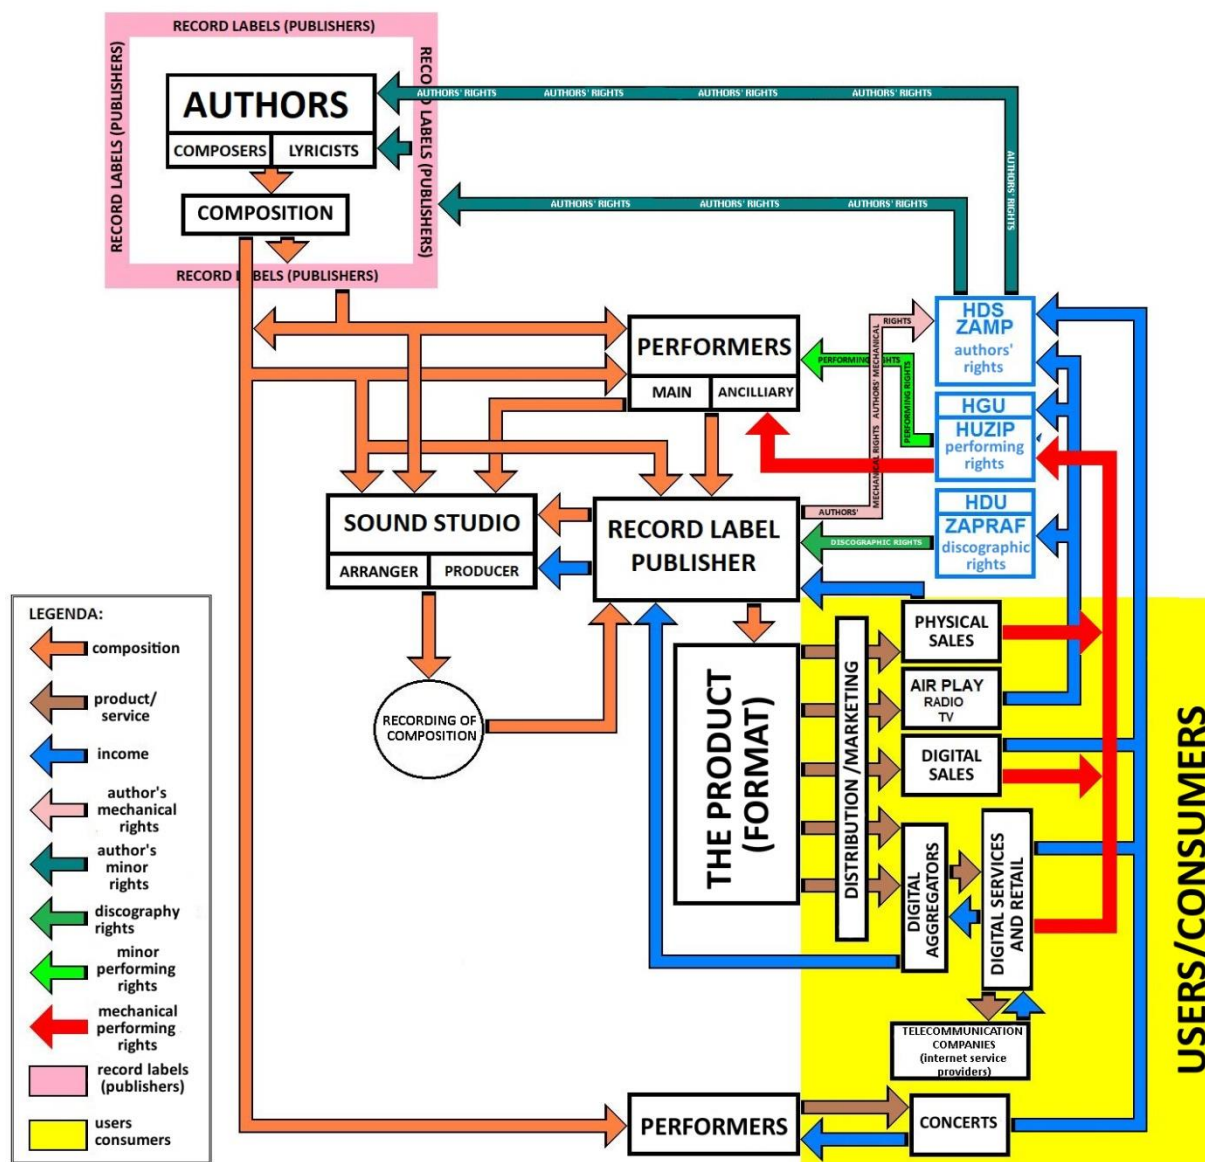 RECORD LABELS (PUBLISHERS)
RECORD LABELS (PUBLISHERS)
RECORD LABELS (PUBLISHERS)
AUTHORS
COMPOSERS
LYRICISTS
COMPOSITION
RECORD LABELS (PUBLISHERS)
AUTHORS' RIGHTS AUTHORS' RIGHTS AUTHORS' RIGHTS AUTHORS' RIGHTS
AUTHORS' RIGHTS
AUTHORS' RIGHTS AUTHORS' RIGHTS AUTHORS' RIGHTS
HDS
ZAMP
authors'
rights
HGU
HUZIP
performing
rights
HDU
ZAPRAF
discographic
rights
PERFORMERS
MAIN
ANCILLIARY
PERFORMING RIGHTS
PERFORMING RIGHTS
AUTHORS'
MECHANICAL RIGHTS AUTHORS' MECHANICAL
RIGHTS
DISCOGRAPHIC RIGHTS
SOUND STUDIO
ARRANGER
PRODUCER
RECORD LABEL
PUBLISHER
RECORDING OF
COMPOSITION
THE PRODUCT
(FORMAT)
DISTRIBUTION /MARKETING
PHYSICAL
SALES
AIR PLAY
RADIO
TV
DIGITAL
SALES
DIGITAL
AGGREGATORS
DIGITAL SERVICES
AND RETAIL
TELECOMMUNICATION
COMPANIES
(internet service
providers)
USERS/CONSUMERS
PERFORMERS
CONCERTS
LEGENDA:
composition
product/
service
income
author's
mechanical
rights
author's
minor
rights
discography
rights
minor
performing
rights
mechanical
performing
rights
record labels
(publishers)
users
consumers